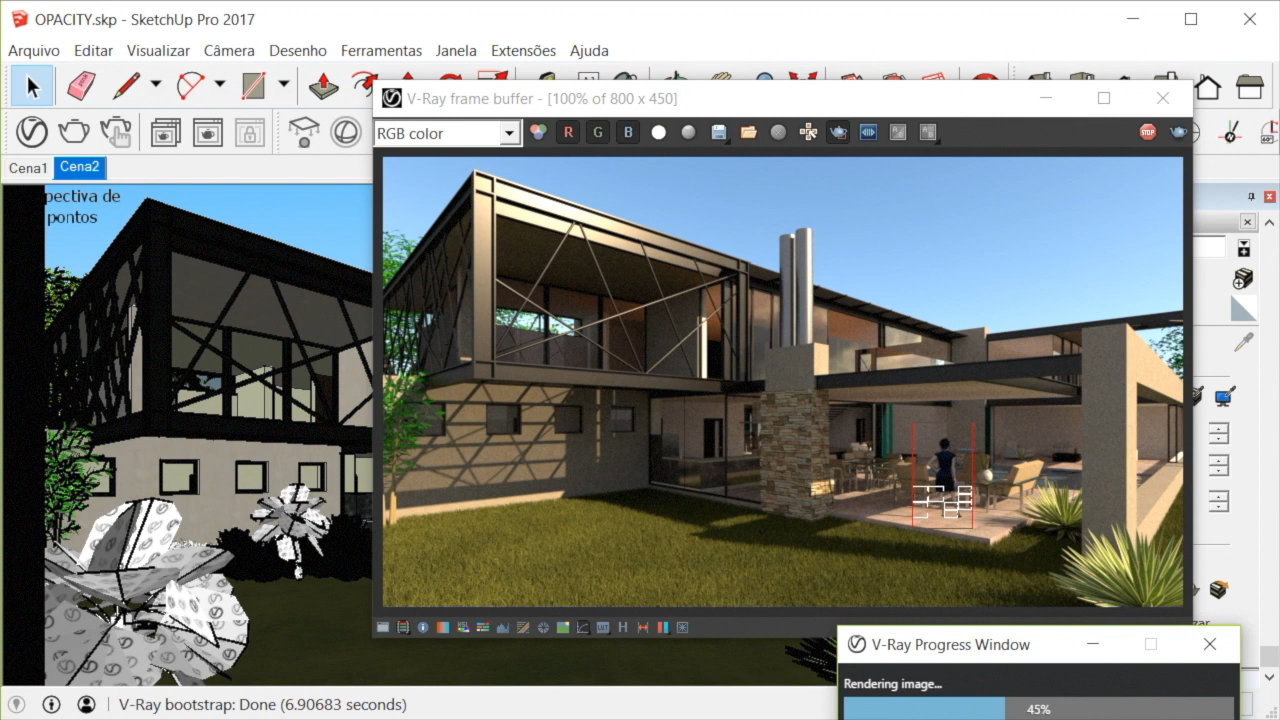 OPACITY.skp - SketchUp Pro 2017
Arquivo Editar Visualizar Câmera Desenho Ferramentas Janela Extensões Ajuda
V-Ray frame buffer - [100% of 800 x 450]
RGB color
R G B
STOP
Cena1 Cena2
pectiva de
pontos
V-Ray Progress Window
Rendering image...
45%
V-Ray bootstrap: Done (6.90683 seconds)